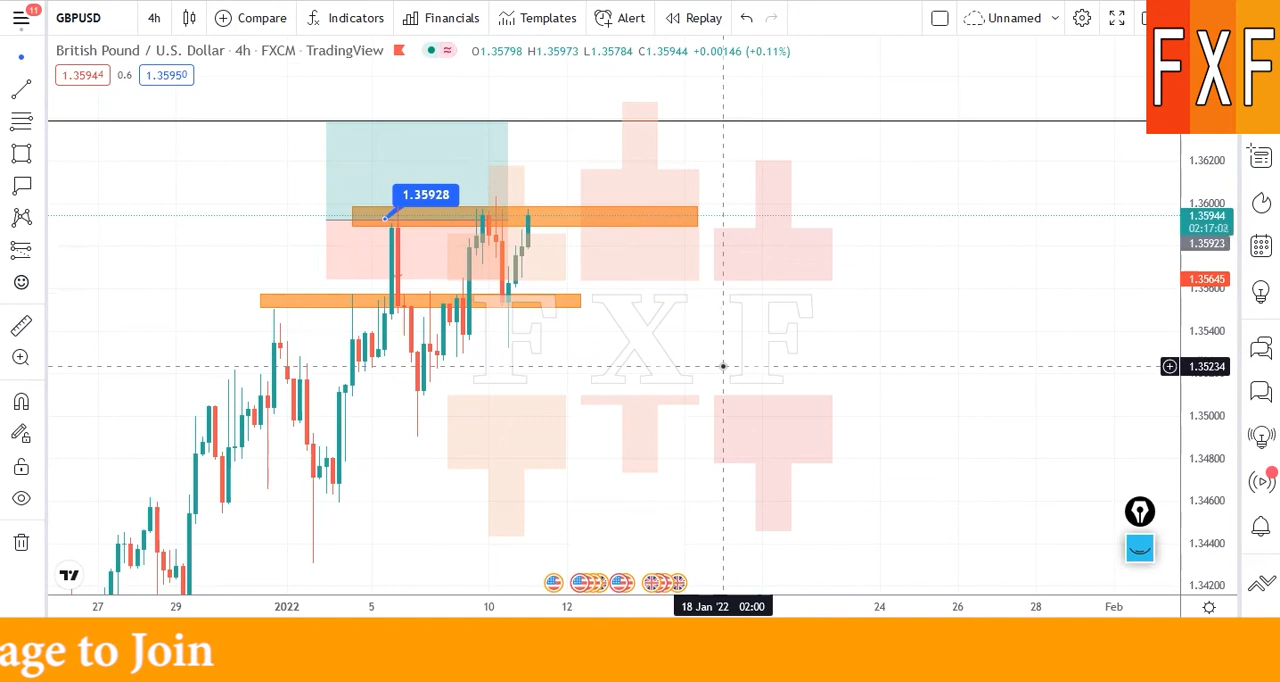 11
GBPUSD 4h Compare Indicators Financials Templates Alert Replay Unnamed
British Pound / U.S. Dollar · 4h · FXCM · TradingView O1.35798 H1.35973 L1.35784 C1.35944 +0.00146 (+0.11%)
1.35944 0.6 1.35950
FXF
1.36200
1.35928
1.36000
1.35944
02:17:03
1.35923
1.35645
1.35600
FXF
1.35400
1.35234
1.35000
1.34800
1.34600
1.34400
1.34200
27 29 2022 5 10 12 18 Jan '22 02:00 24 26 28 Feb
age to Join